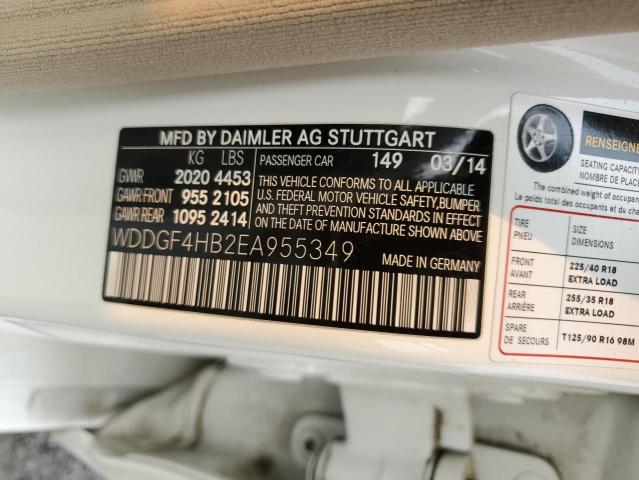 MFD BY DAIMLER AG STUTTGART
KG LBS
PASSENGER CAR 149 03/14
GVWR 2020 4453
GAWR FRONT 955 2105
GAWR REAR 1095 2414
THIS VEHICLE CONFORMS TO ALL APPLICABLE
U.S. FEDERAL MOTOR VEHICLE SAFETY,BUMPER
AND THEFT PREVENTION STANDARDS IN EFFECT
ON THE DATE OF MANUFACTURE SHOWN ABOVE.
WDDGF4HB2EA955349
MADE IN GERMANY
RENSEIGNE
SEATING CAPACITY
NOMBRE DE PLAC
The combined
Le poids total des occupants et du
TIRE
PNEU
SIZE
DIMENSIONS
FRONT
AVANT
225/40 R18
EXTRA LOAD
REAR
ARRIÈRE
255/35 R18
EXTRA LOAD
SPARE
DE SECOURS
T125/90 R16 98M